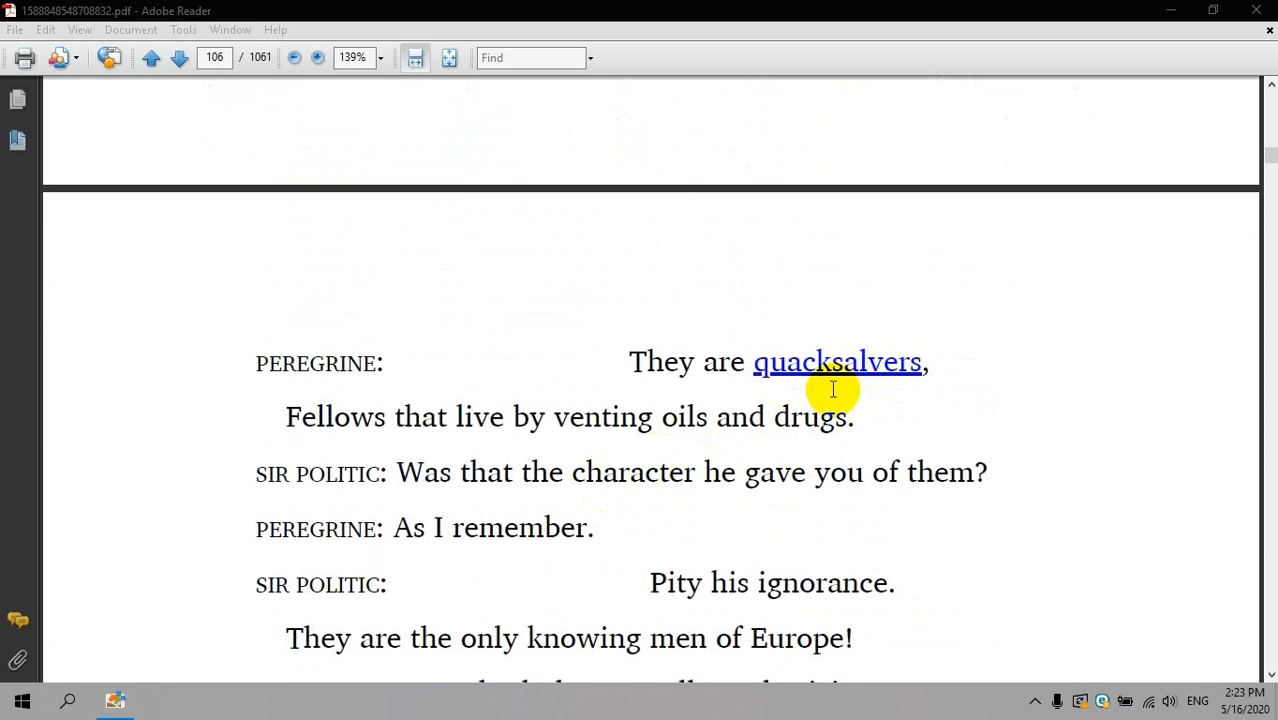 1588848548708832.pdf - Adobe Reader
File Edit View Document Tools Window Help
106 / 1061 139% Find
PEREGRINE: They are quacksalvers,
Fellows that live by venting oils and drugs.
SIR POLITIC: Was that the character he gave you of them?
PEREGRINE: As I remember.
SIR POLITIC: Pity his ignorance.
They are the only knowing men of Europe!
ENG
2:23 PM
5/16/2020